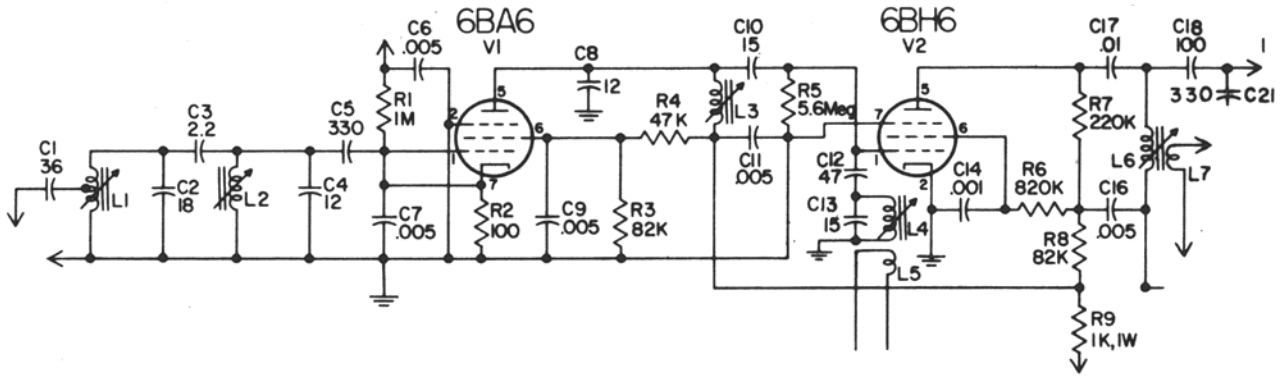 6BA6
V1
6BH6
V2
C6
.005
C8
12
C10
15
C17
.01
C18
100
1
330
C21
C1
36
C3
2.2
C5
330
R1
1M
2
5
6
1
7
R4
47K
L3
R5
5.6Meg
7
5
6
1
2
R7
220K
L6
L7
L1
C2
18
L2
C4
12
C7
.005
R2
100
C9
.005
R3
82K
C11
.005
C12
47
C13
15
L4
L5
C14
.001
R6
820K
C16
.005
R8
82K
R9
1K,1W